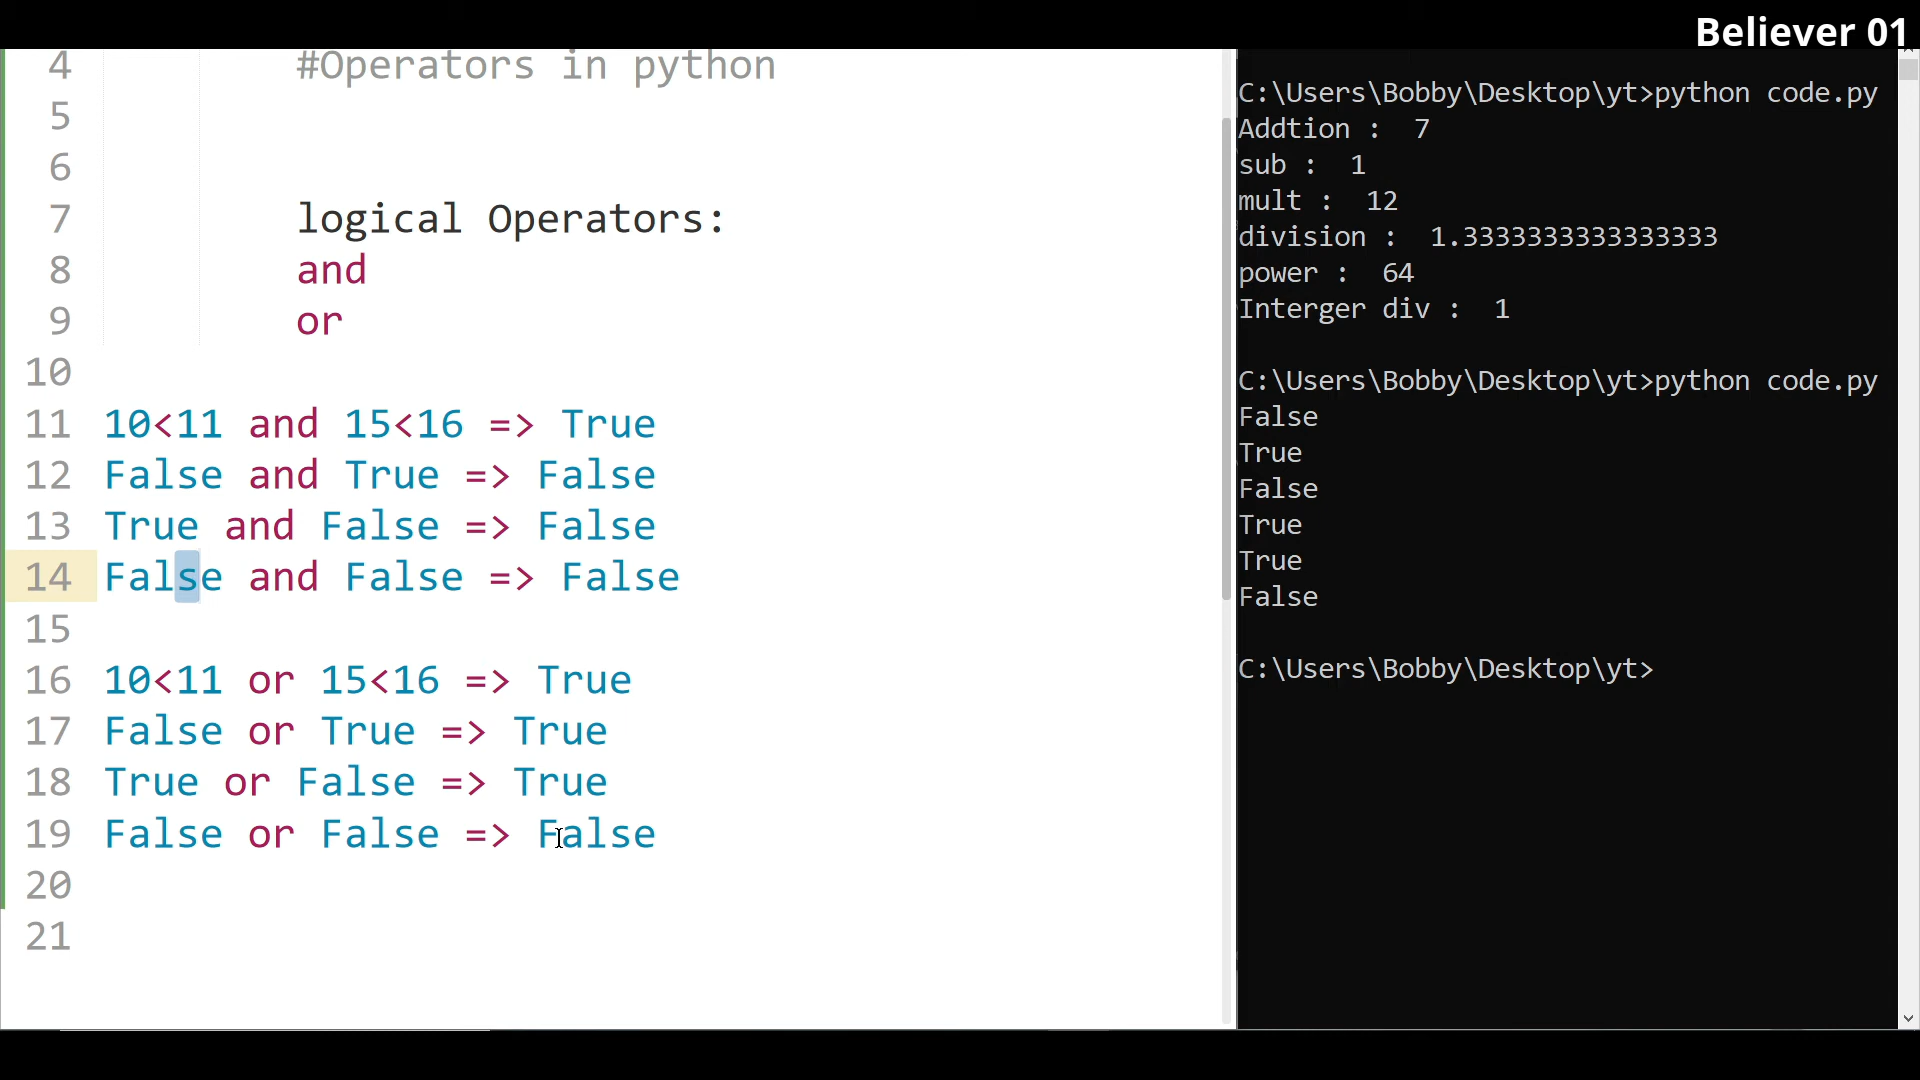 Believer 01
4 #Operators in python
5
6
7 logical Operators:
8 and
9 or
10
11 10<11 and 15<16 => True
12 False and True => False
13 True and False => False
14 False and False => False
15
16 10<11 or 15<16 => True
17 False or True => True
18 True or False => True
19 False or False => False
20
21
C:\Users\Bobby\Desktop\yt>python code.py
Addtion :  7
sub :  1
mult :  12
division :  1.3333333333333333
power :  64
Interger div :  1
C:\Users\Bobby\Desktop\yt>python code.py
False
True
False
True
True
False
C:\Users\Bobby\Desktop\yt>